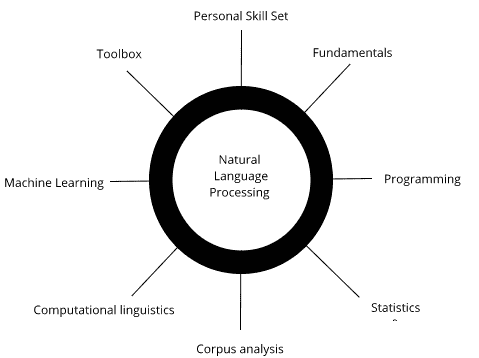 Personal Skill Set
Toolbox
Fundamentals
Natural
Language
Processing
Machine Learning
Programming
Computational linguistics
Statistics
Corpus analysis